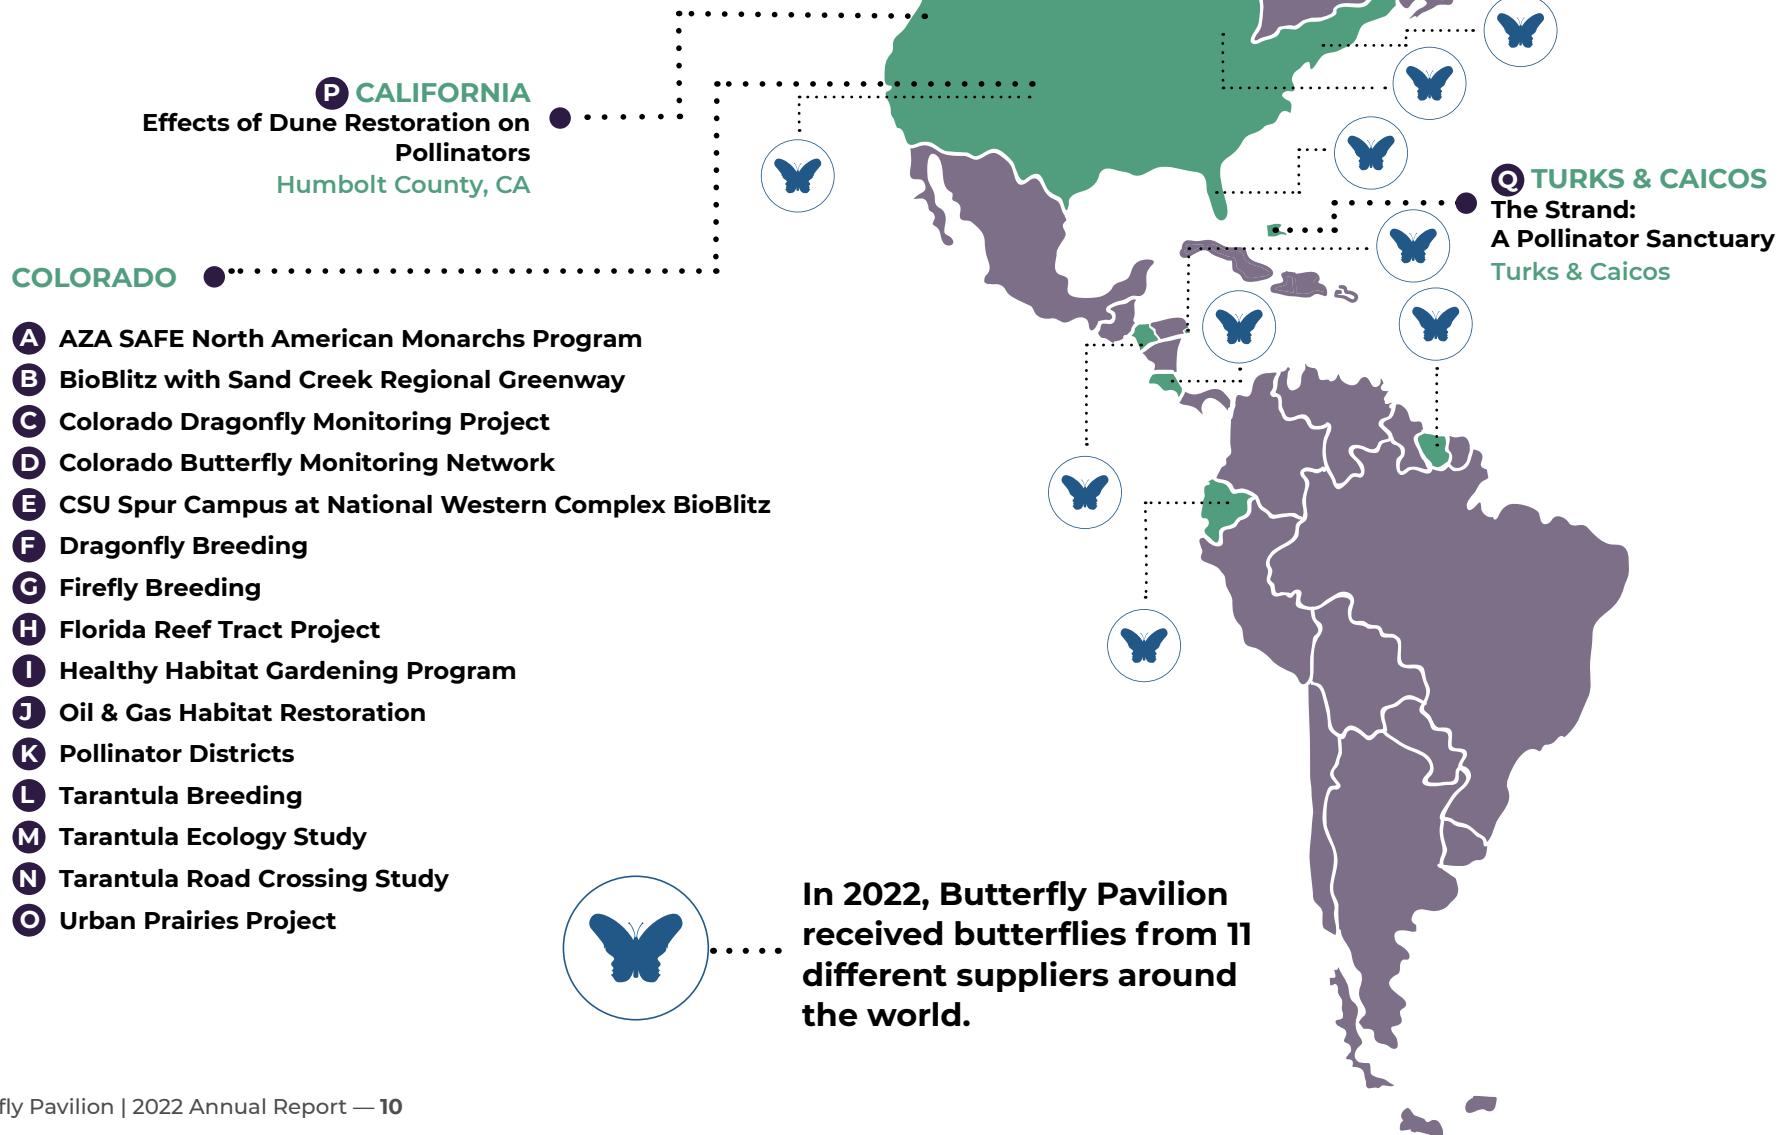 P CALIFORNIA
Effects of Dune Restoration on
Pollinators
Humbolt County, CA
Q TURKS & CAICOS
The Strand:
A Pollinator Sanctuary
Turks & Caicos
COLORADO
A AZA SAFE North American Monarchs Program
B BioBlitz with Sand Creek Regional Greenway
C Colorado Dragonfly Monitoring Project
D Colorado Butterfly Monitoring Network
E CSU Spur Campus at National Western Complex BioBlitz
F Dragonfly Breeding
G Firefly Breeding
H Florida Reef Tract Project
I Healthy Habitat Gardening Program
J Oil & Gas Habitat Restoration
K Pollinator Districts
L Tarantula Breeding
M Tarantula Ecology Study
N Tarantula Road Crossing Study
O Urban Prairies Project
In 2022, Butterfly Pavilion
received butterflies from 11
different suppliers around
the world.
fly Pavilion | 2022 Annual Report — 10